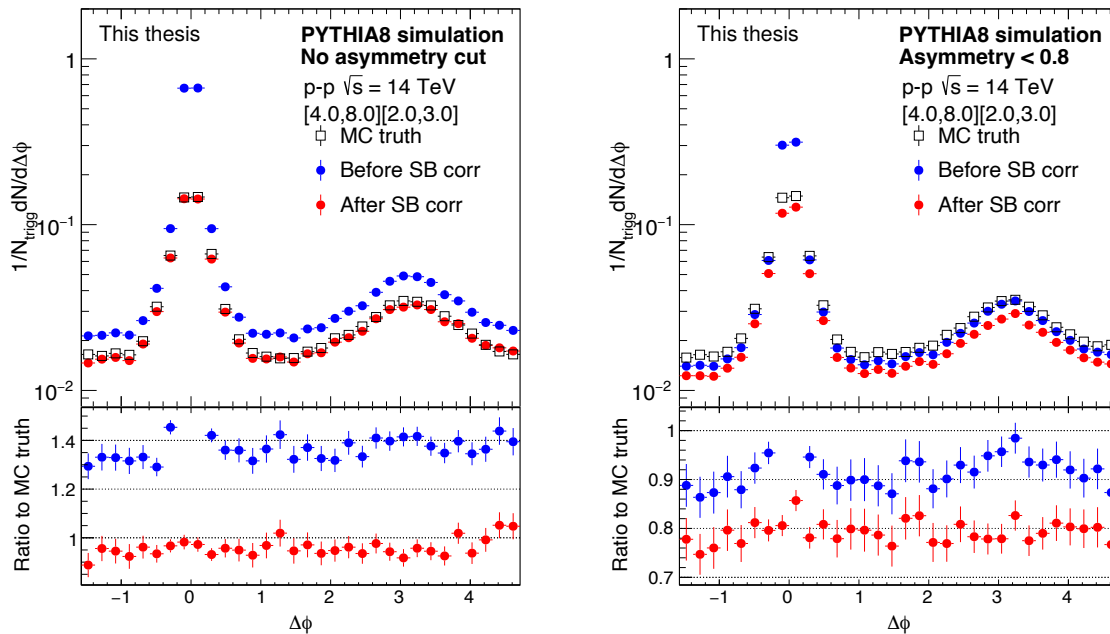 This thesis
PYTHIA8 simulation
No asymmetry cut
p-p √s = 14 TeV
[4.0,8.0][2.0,3.0]
MC truth
Before SB corr
After SB corr
1/N_trigg dN/dΔφ
1
10⁻¹
10⁻²
Ratio to MC truth
1.4
1.2
1
−1 0 1 2 3 4
Δφ
This thesis
PYTHIA8 simulation
Asymmetry < 0.8
p-p √s = 14 TeV
[4.0,8.0][2.0,3.0]
MC truth
Before SB corr
After SB corr
1/N_trigg dN/dΔφ
1
10⁻¹
10⁻²
Ratio to MC truth
1
0.9
0.8
0.7
−1 0 1 2 3 4
Δφ